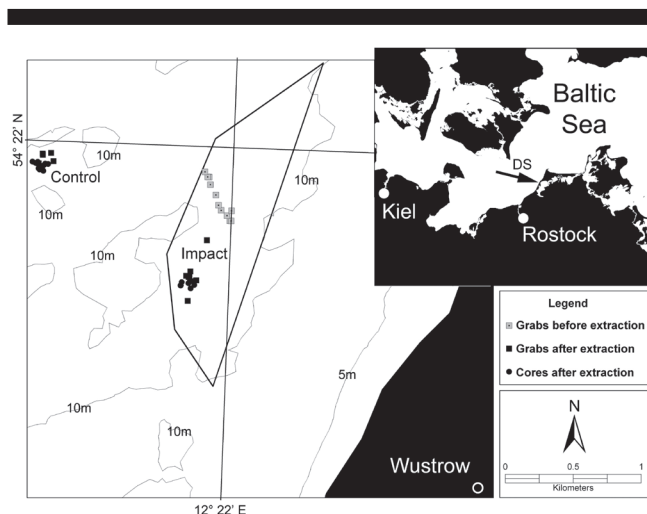 54° 22' N
10m
Control
10m
10m
10m
Impact
5m
10m
10m
Wustrow
12° 22' E
Baltic
Sea
DS
Kiel
Rostock
Legend
Grabs before extraction
Grabs after extraction
Cores after extraction
N
0 0.5 1
Kilometers